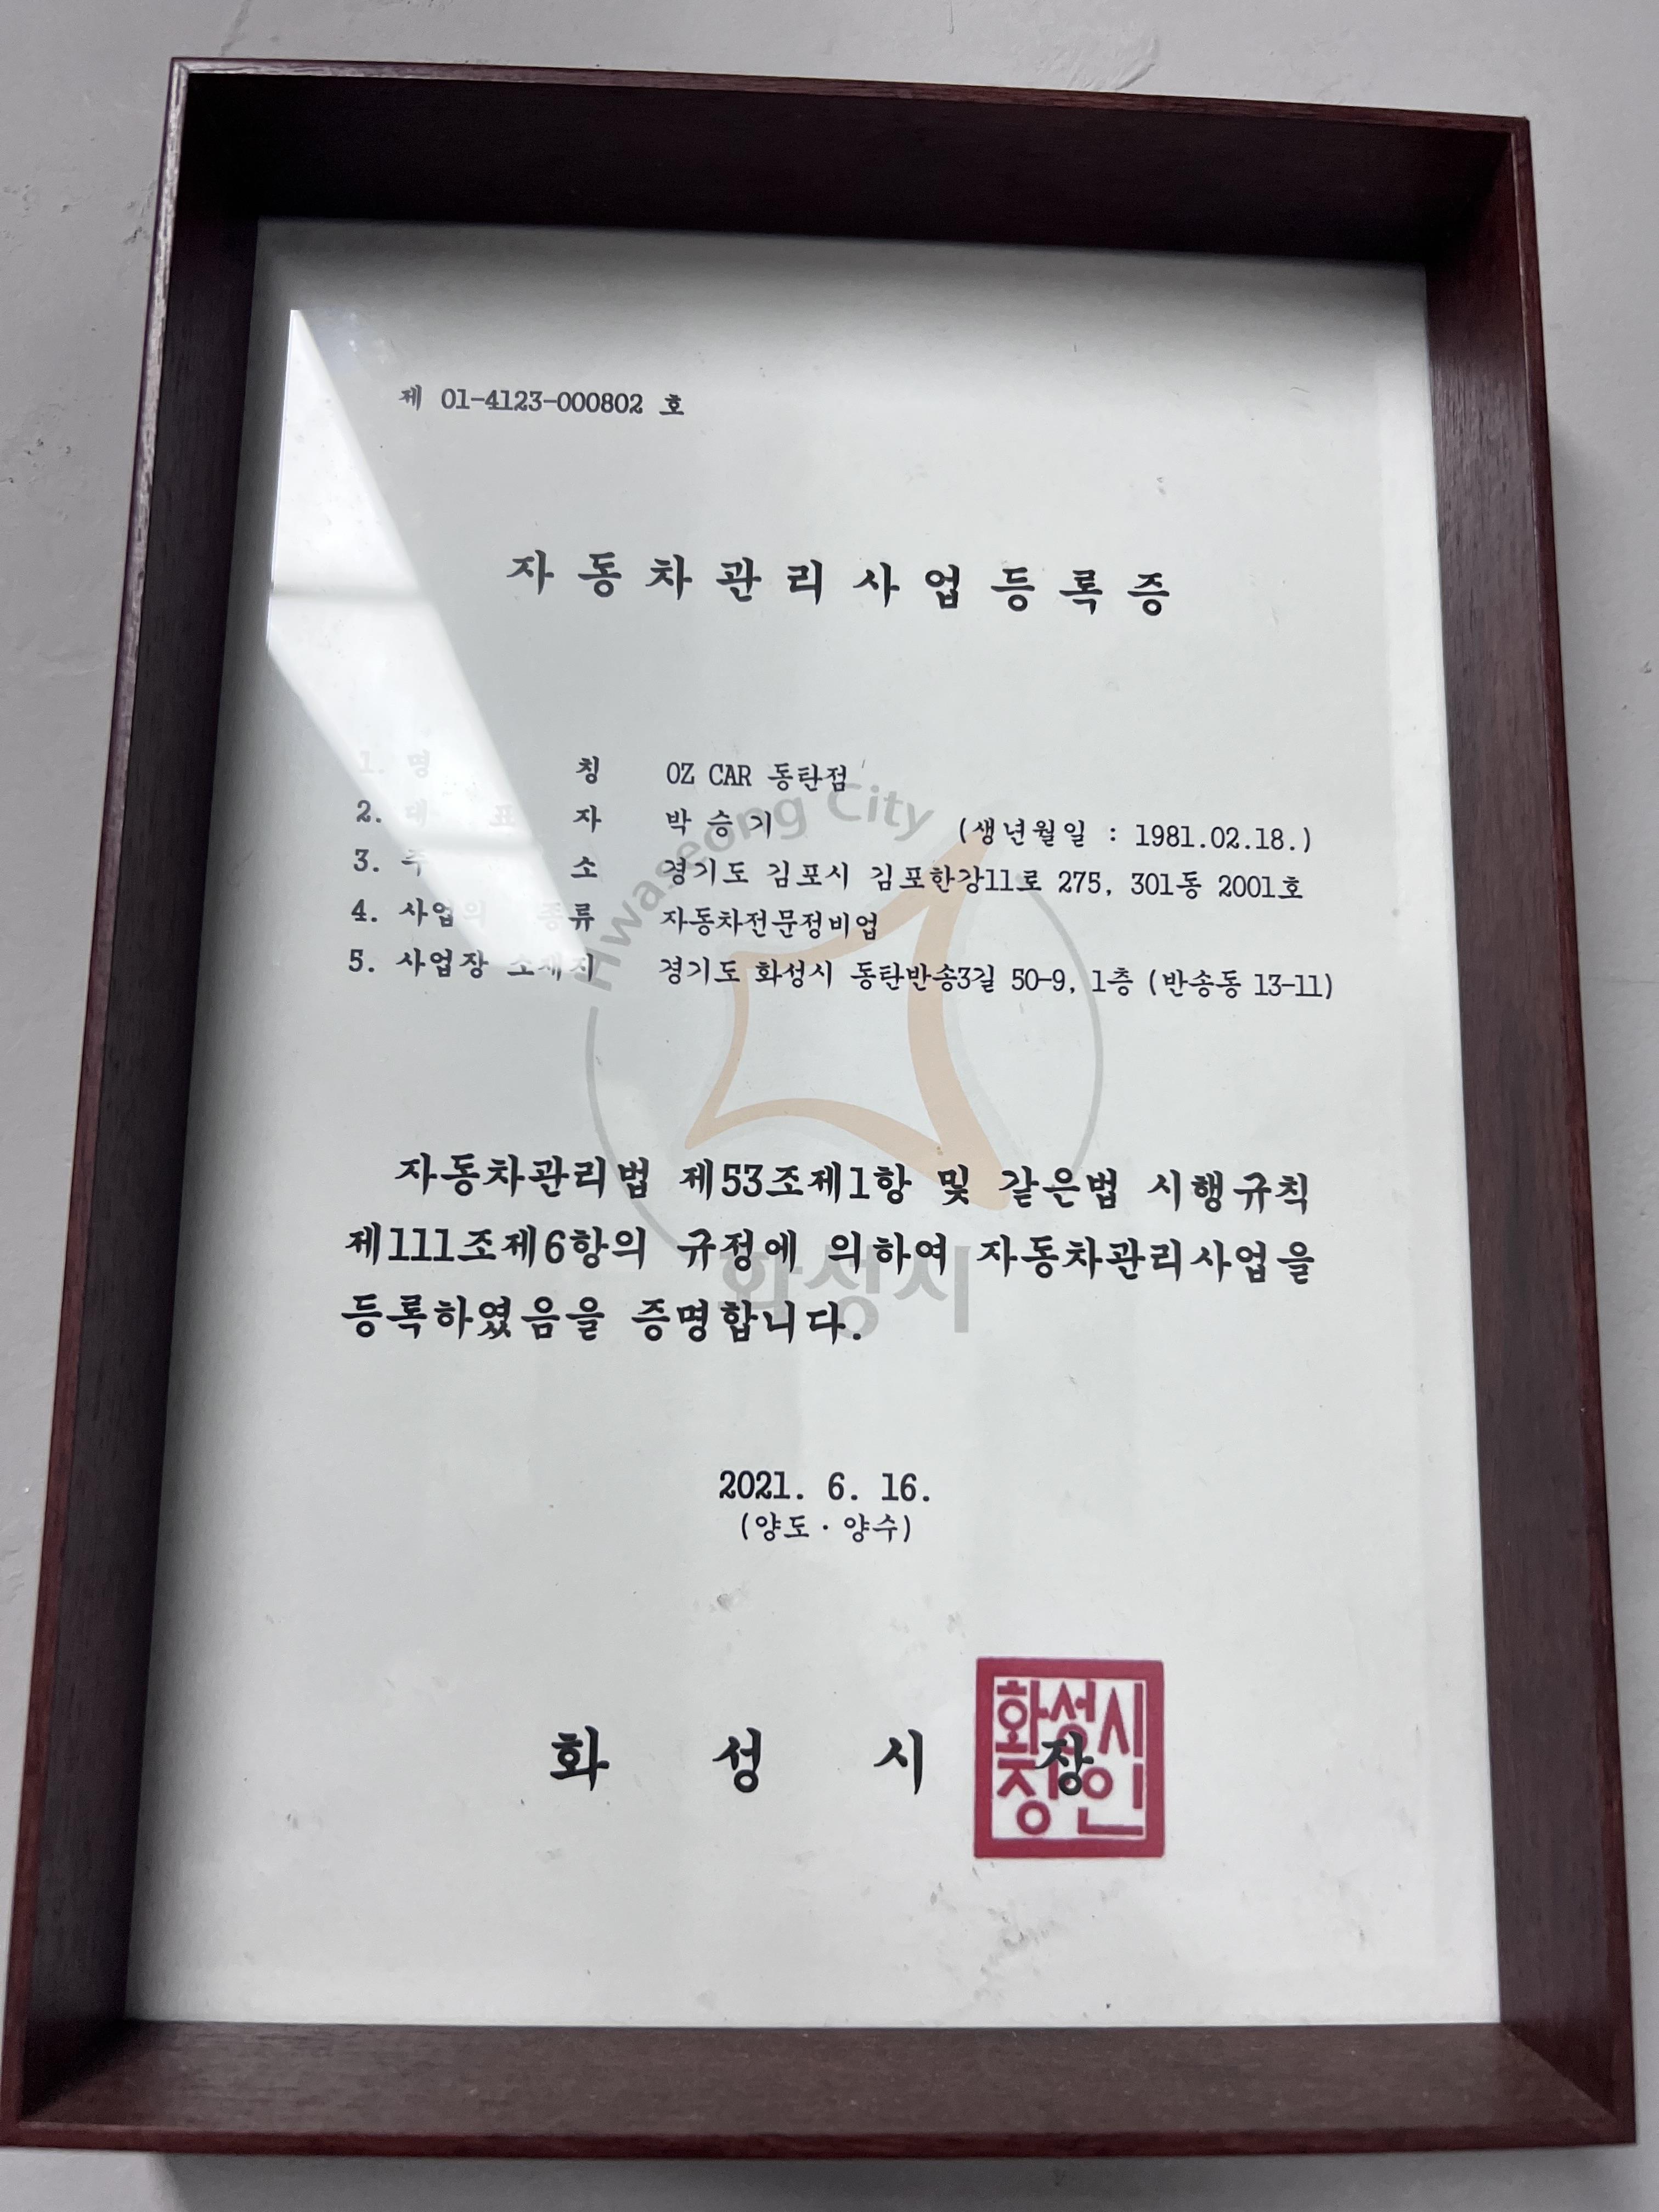 제 01-4123-000802 호
자동차관리사업등록증
1. 명 칭 OZ CAR 동탄점
2. 대 표 자 박 승 기 (생년월일 : 1981.02.18.)
3. 주 소 경기도 김포시 김포한강11로 275, 301동 2001호
4. 사업의 종류 자동차전문정비업
5. 사업장 소재지 경기도 화성시 동탄반송3길 50-9, 1층 (반송동 13-11)
Hwaseong City
자동차관리법 제53조제1항 및 같은법 시행규칙
제111조제6항의 규정에 의하여 자동차관리사업을
등록하였음을 증명합니다.
화성시
2021. 6. 16.
(양도·양수)
화 성 시 장
화성시
장인